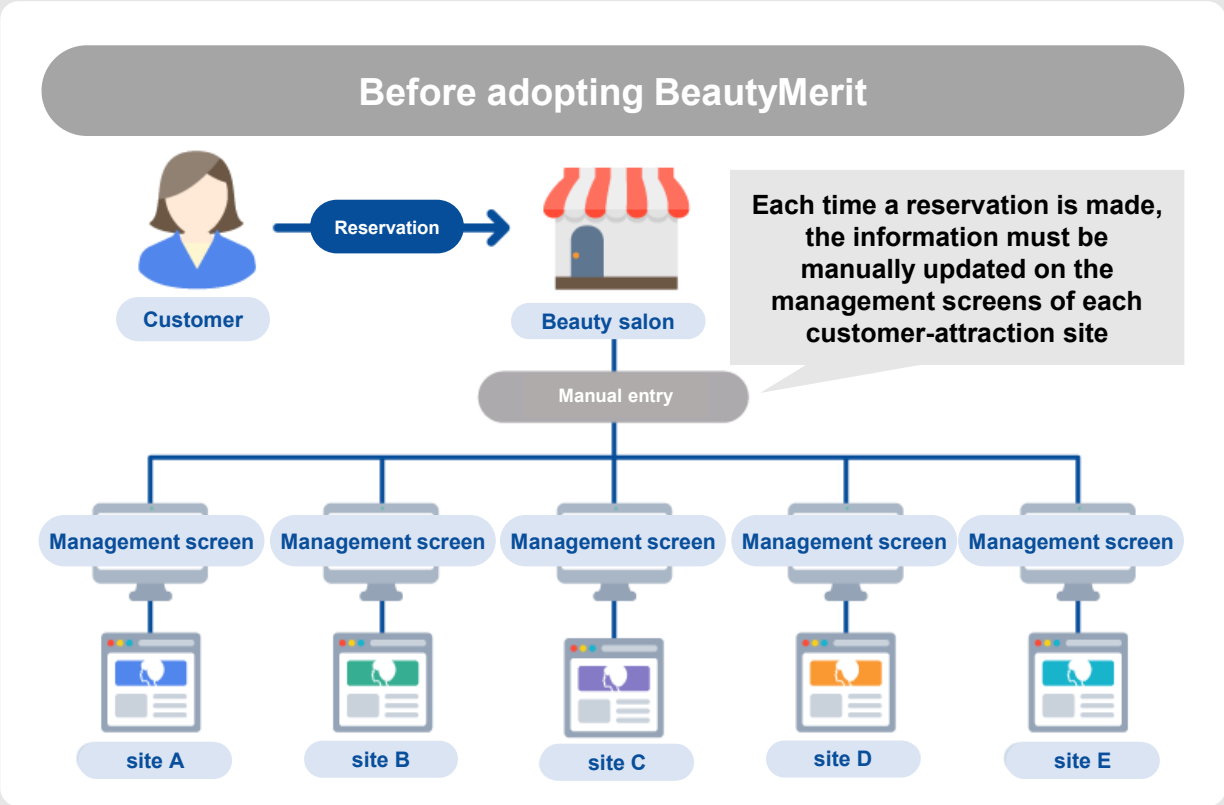 Before adopting BeautyMerit
Reservation
Customer
Beauty salon
Each time a reservation is made,
the information must be
manually updated on the
management screens of each
customer-attraction site
Manual entry
Management screen
Management screen
Management screen
Management screen
Management screen
site A
site B
site C
site D
site E